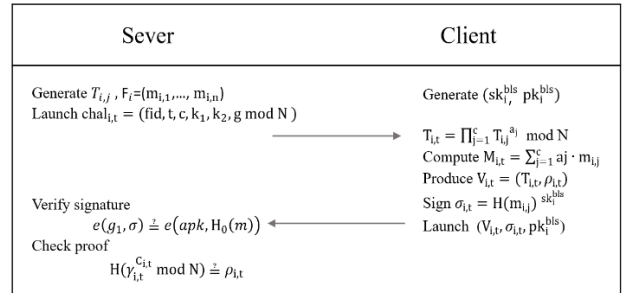 Sever
Client
Generate T_{i,j} , F_i={m_{i,1},..., m_{i,n}}
Launch chal_{i,t} = (fid, t, c, k_1, k_2, g mod N )
Verify signature
e(g_1, σ) ≟ e(apk, H_0(m))
Check proof
H(γ_{i,t}^{C_{i,t}} mod N) ≟ ρ_{i,t}
Generate (sk_i^{bls}, pk_i^{bls})
T_{i,t} = ∏_{j=1}^{c} T_{i,j}^{a_j} mod N
Compute M_{i,t} = ∑_{j=1}^{c} aj · m_{i,j}
Produce V_{i,t} = (T_{i,t}, ρ_{i,t})
Sign σ_{i,t} = H(m_{i,j})^{sk_i^{bls}}
Launch (V_{i,t}, σ_{i,t}, pk_i^{bls})